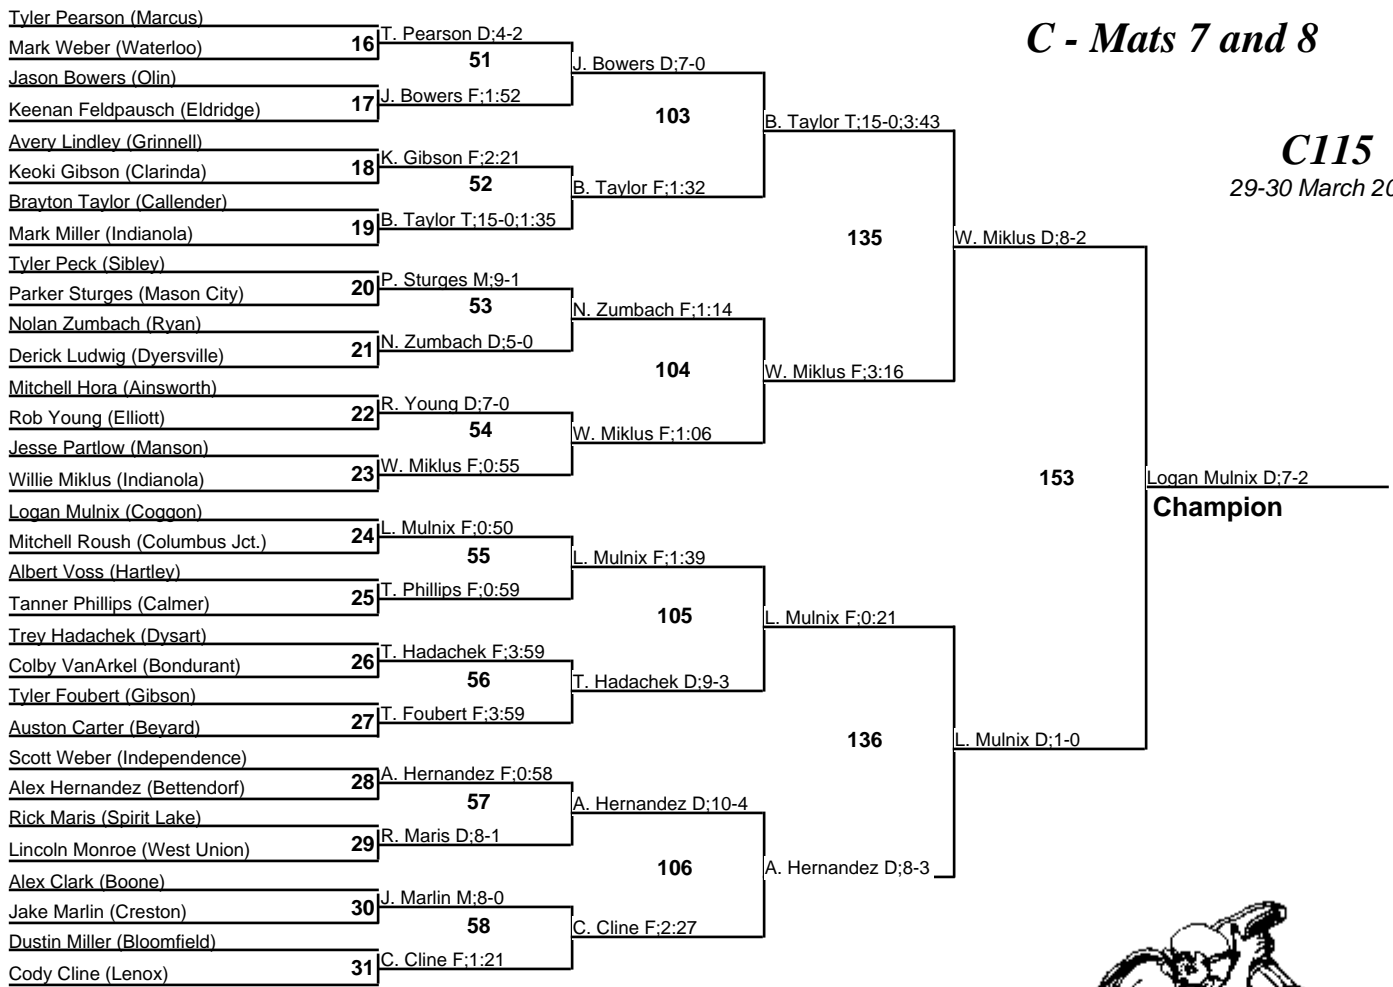 C - Mats 7 and 8
C115
29-30 March 20
Tyler Pearson (Marcus)
Mark Weber (Waterloo)
Jason Bowers (Olin)
Keenan Feldpausch (Eldridge)
Avery Lindley (Grinnell)
Keoki Gibson (Clarinda)
Brayton Taylor (Callender)
Mark Miller (Indianola)
Tyler Peck (Sibley)
Parker Sturges (Mason City)
Nolan Zumbach (Ryan)
Derick Ludwig (Dyersville)
Mitchell Hora (Ainsworth)
Rob Young (Elliott)
Jesse Partlow (Manson)
Willie Miklus (Indianola)
Logan Mulnix (Coggon)
Mitchell Roush (Columbus Jct.)
Albert Voss (Hartley)
Tanner Phillips (Calmer)
Trey Hadachek (Dysart)
Colby VanArkel (Bondurant)
Tyler Foubert (Gibson)
Auston Carter (Beyard)
Scott Weber (Independence)
Alex Hernandez (Bettendorf)
Rick Maris (Spirit Lake)
Lincoln Monroe (West Union)
Alex Clark (Boone)
Jake Marlin (Creston)
Dustin Miller (Bloomfield)
Cody Cline (Lenox)
16
17
18
19
20
21
22
23
24
25
26
27
28
29
30
31
T. Pearson D;4-2
J. Bowers F;1:52
K. Gibson F;2:21
B. Taylor T;15-0;1:35
P. Sturges M;9-1
N. Zumbach D;5-0
R. Young D;7-0
W. Miklus F;0:55
L. Mulnix F;0:50
T. Phillips F;0:59
T. Hadachek F;3:59
T. Foubert F;3:59
A. Hernandez F;0:58
R. Maris D;8-1
J. Marlin M;8-0
C. Cline F;1:21
51
52
53
54
55
56
57
58
J. Bowers D;7-0
B. Taylor F;1:32
N. Zumbach F;1:14
W. Miklus F;1:06
L. Mulnix F;1:39
T. Hadachek D;9-3
A. Hernandez D;10-4
C. Cline F;2:27
103
104
105
106
B. Taylor T;15-0;3:43
W. Miklus F;3:16
L. Mulnix F;0:21
A. Hernandez D;8-3
135
136
W. Miklus D;8-2
L. Mulnix D;1-0
153
Logan Mulnix D;7-2
Champion